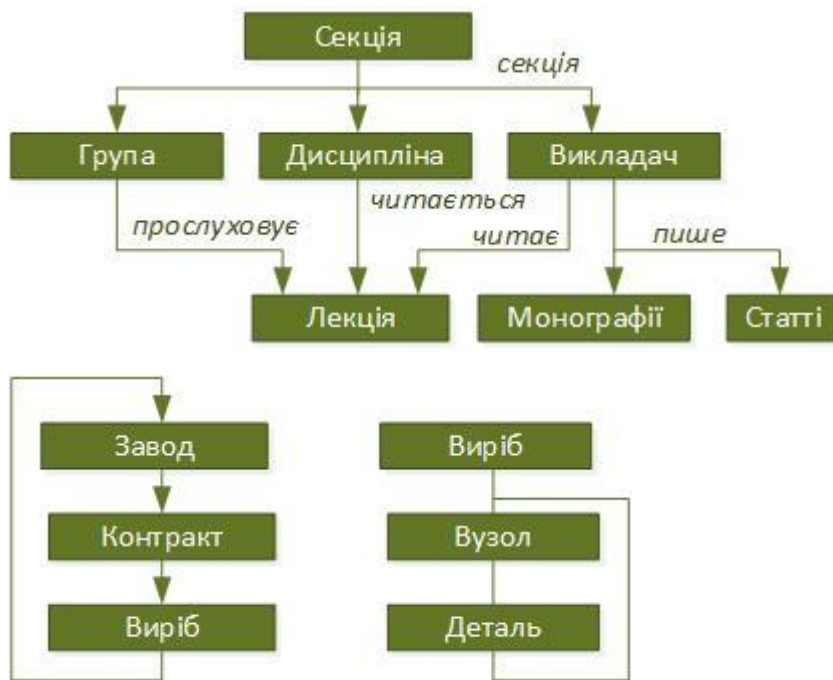 Секція
секція
Група
Дисципліна
Викладач
прослуховує
читається
читає
пише
Лекція
Монографії
Статті
Завод
Виріб
Контракт
Вузол
Виріб
Деталь